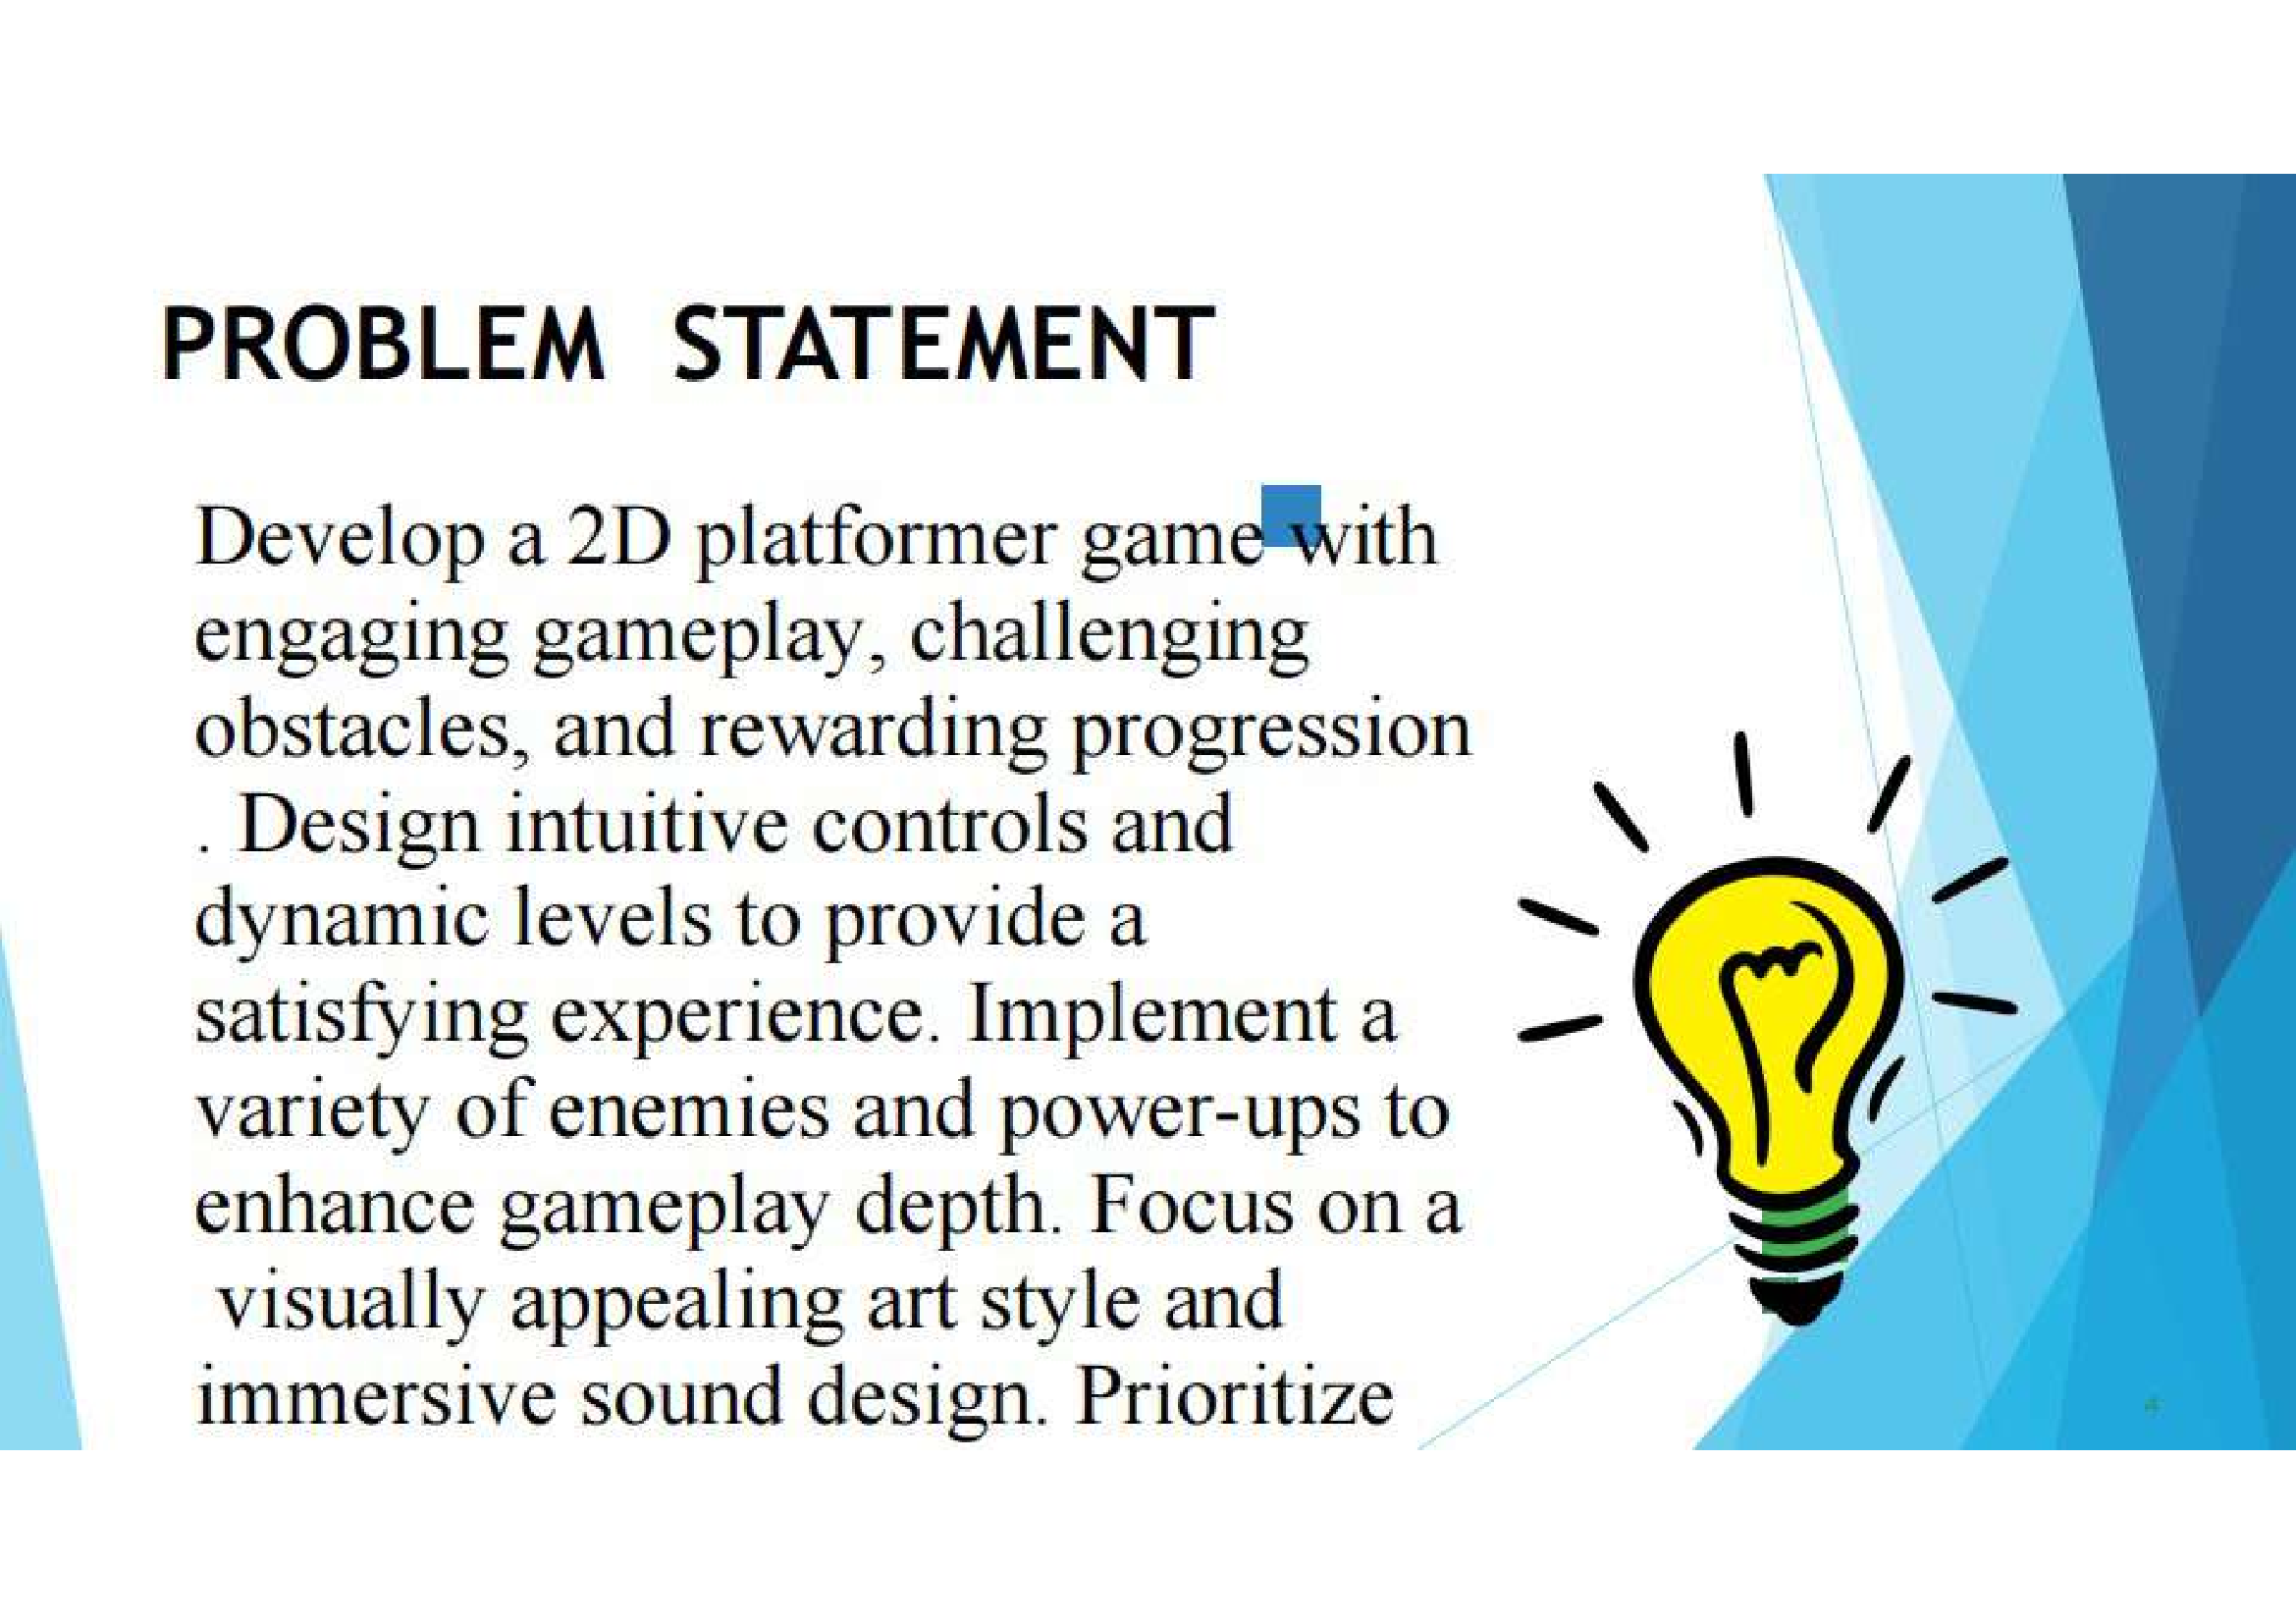 PROBLEM STATEMENT
Develop a 2D platformer game with
engaging gameplay, challenging
obstacles, and rewarding progression
. Design intuitive controls and
dynamic levels to provide a
satisfying experience. Implement a
variety of enemies and power-ups to
enhance gameplay depth. Focus on a
visually appealing art style and
immersive sound design. Prioritize
4